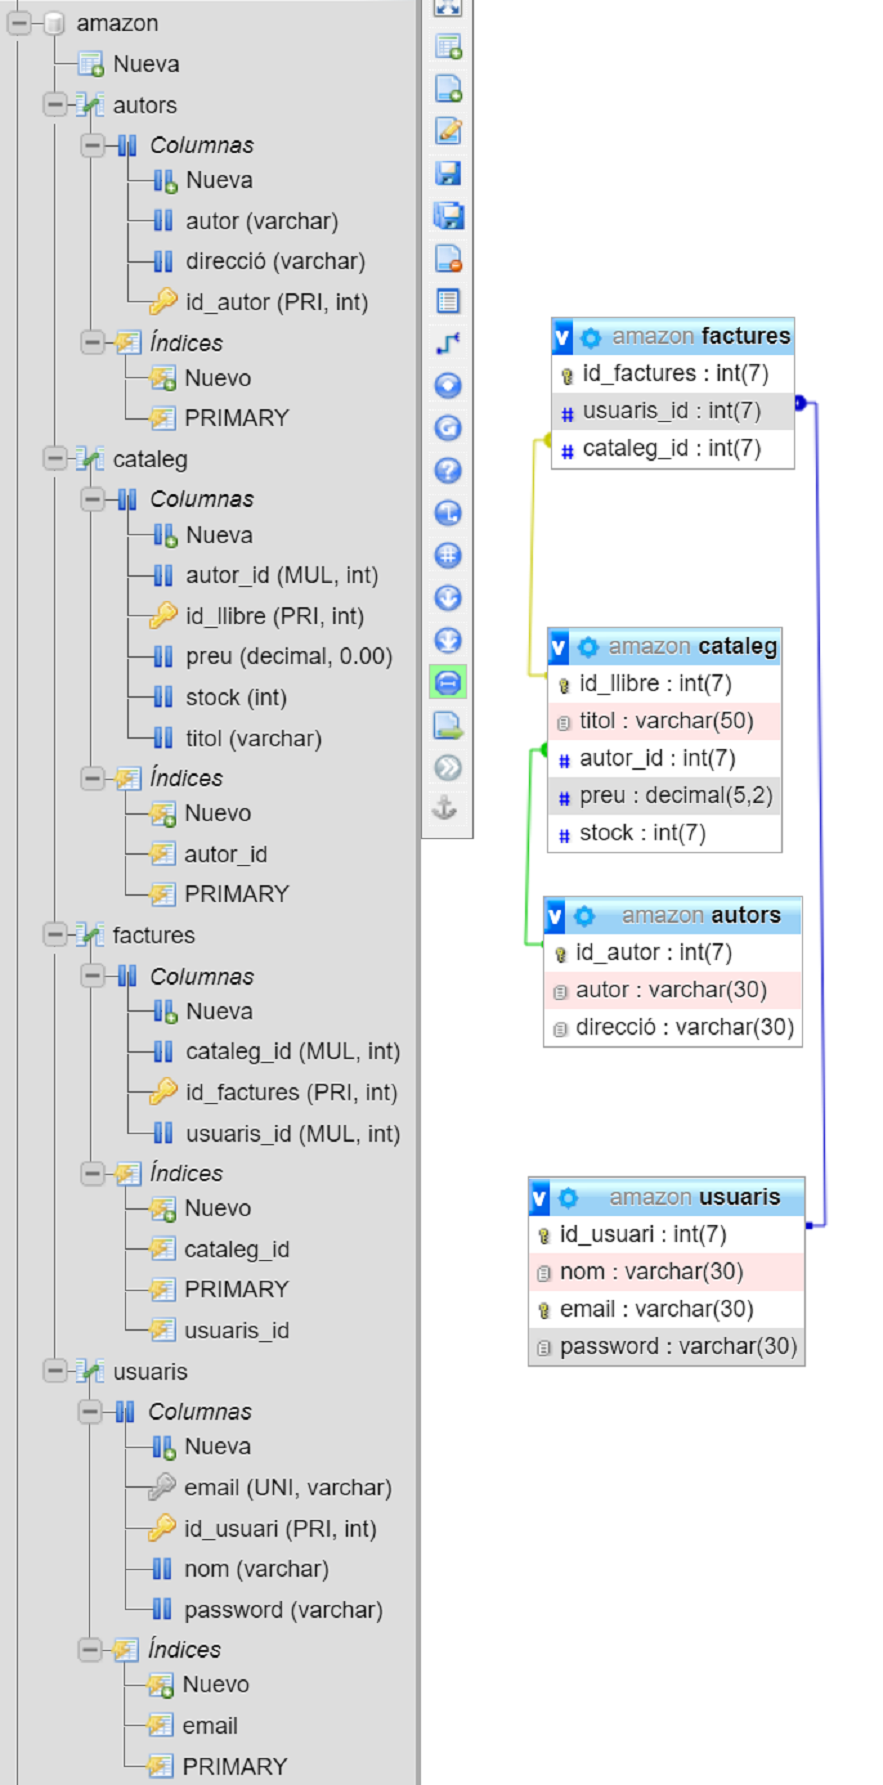 amazon
Nueva
autors
Columnas
Nueva
autor (varchar)
direcció (varchar)
id_autor (PRI, int)
Índices
Nuevo
PRIMARY
cataleg
Columnas
Nueva
autor_id (MUL, int)
id_llibre (PRI, int)
preu (decimal, 0.00)
stock (int)
titol (varchar)
Índices
Nuevo
autor_id
PRIMARY
factures
Columnas
Nueva
cataleg_id (MUL, int)
id_factures (PRI, int)
usuaris_id (MUL, int)
Índices
Nuevo
cataleg_id
PRIMARY
usuaris_id
usuaris
Columnas
Nueva
email (UNI, varchar)
id_usuari (PRI, int)
nom (varchar)
password (varchar)
Índices
Nuevo
email
PRIMARY
v amazon factures
id_factures : int(7)
# usuaris_id : int(7)
# cataleg_id : int(7)
v amazon cataleg
id_llibre : int(7)
titol : varchar(50)
# autor_id : int(7)
# preu : decimal(5,2)
# stock : int(7)
v amazon autors
id_autor : int(7)
autor : varchar(30)
direcció : varchar(30)
v amazon usuaris
id_usuari : int(7)
nom : varchar(30)
email : varchar(30)
password : varchar(30)